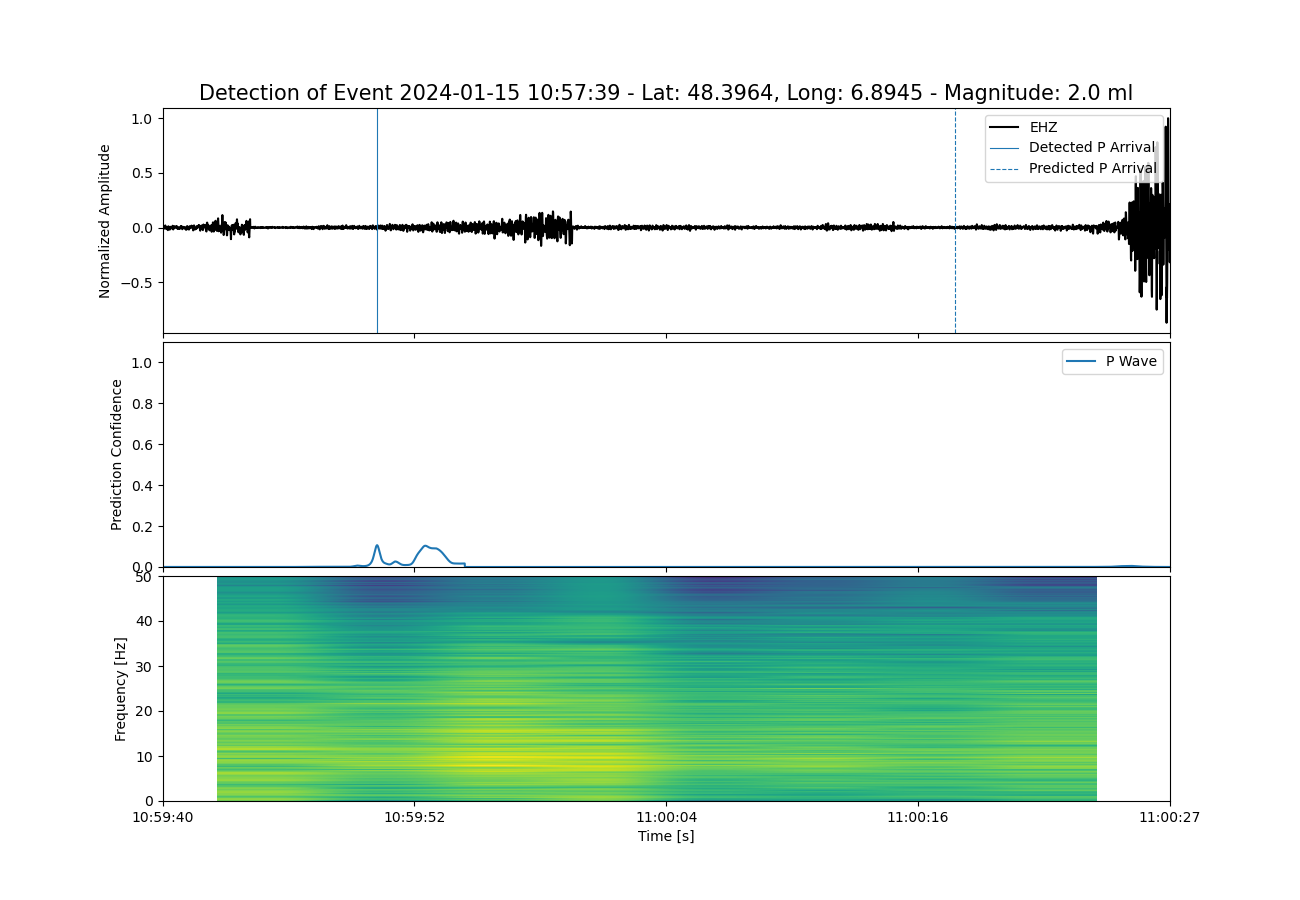 Detection of Event 2024-01-15 10:57:39 - Lat: 48.3964, Long: 6.8945 - Magnitude: 2.0 ml
Normalized Amplitude
1.0
0.5
0.0
−0.5
EHZ
Detected P Arrival
Predicted P Arrival
Prediction Confidence
1.0
0.8
0.6
0.4
0.2
0.0
P Wave
Frequency [Hz]
50
40
30
20
10
0
10:59:40
10:59:52
11:00:04
11:00:16
11:00:27
Time [s]